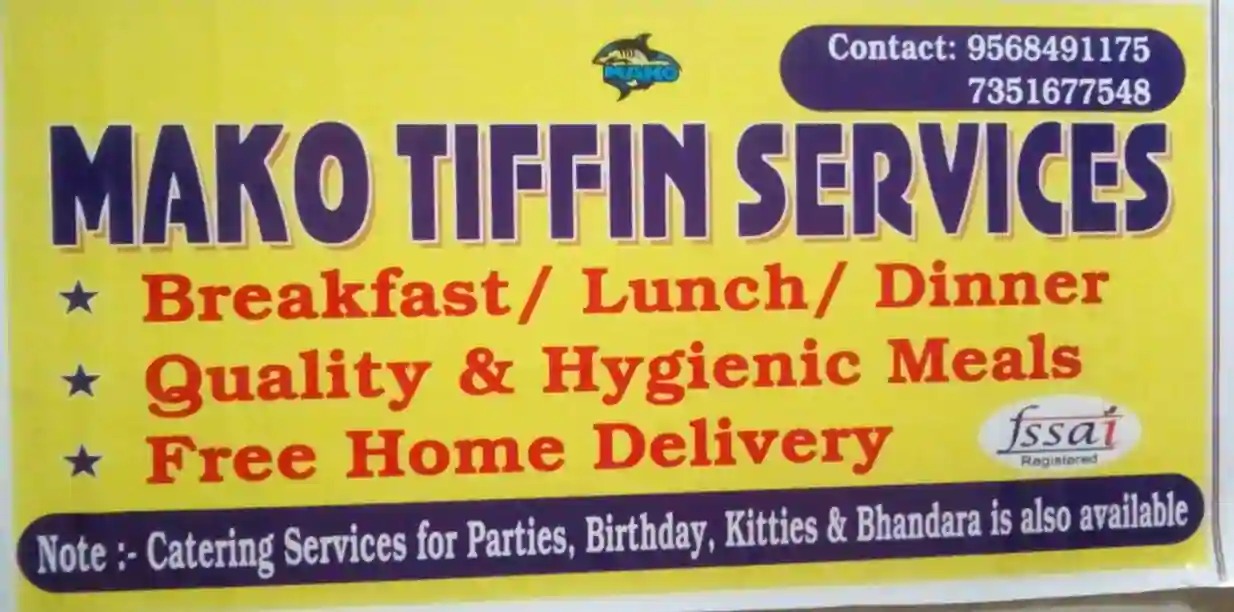 MAKO
Contact: 9568491175
7351677548
MAKO TIFFIN SERVICES
Breakfast/ Lunch/ Dinner
Quality & Hygienic Meals
Free Home Delivery
fssai
Registered
Note :- Catering Services for Parties, Birthday, Kitties & Bhandara is also available